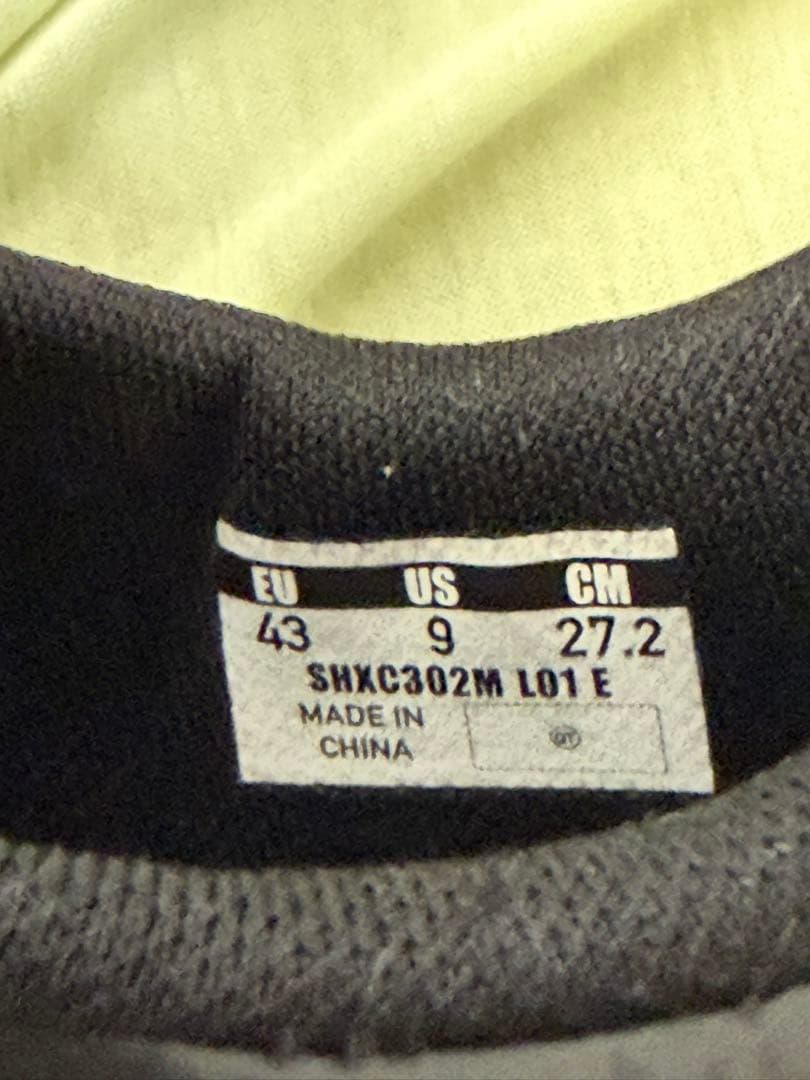 EU US CM
43 9 27.2
SHXC302M L01 E
MADE IN
CHINA